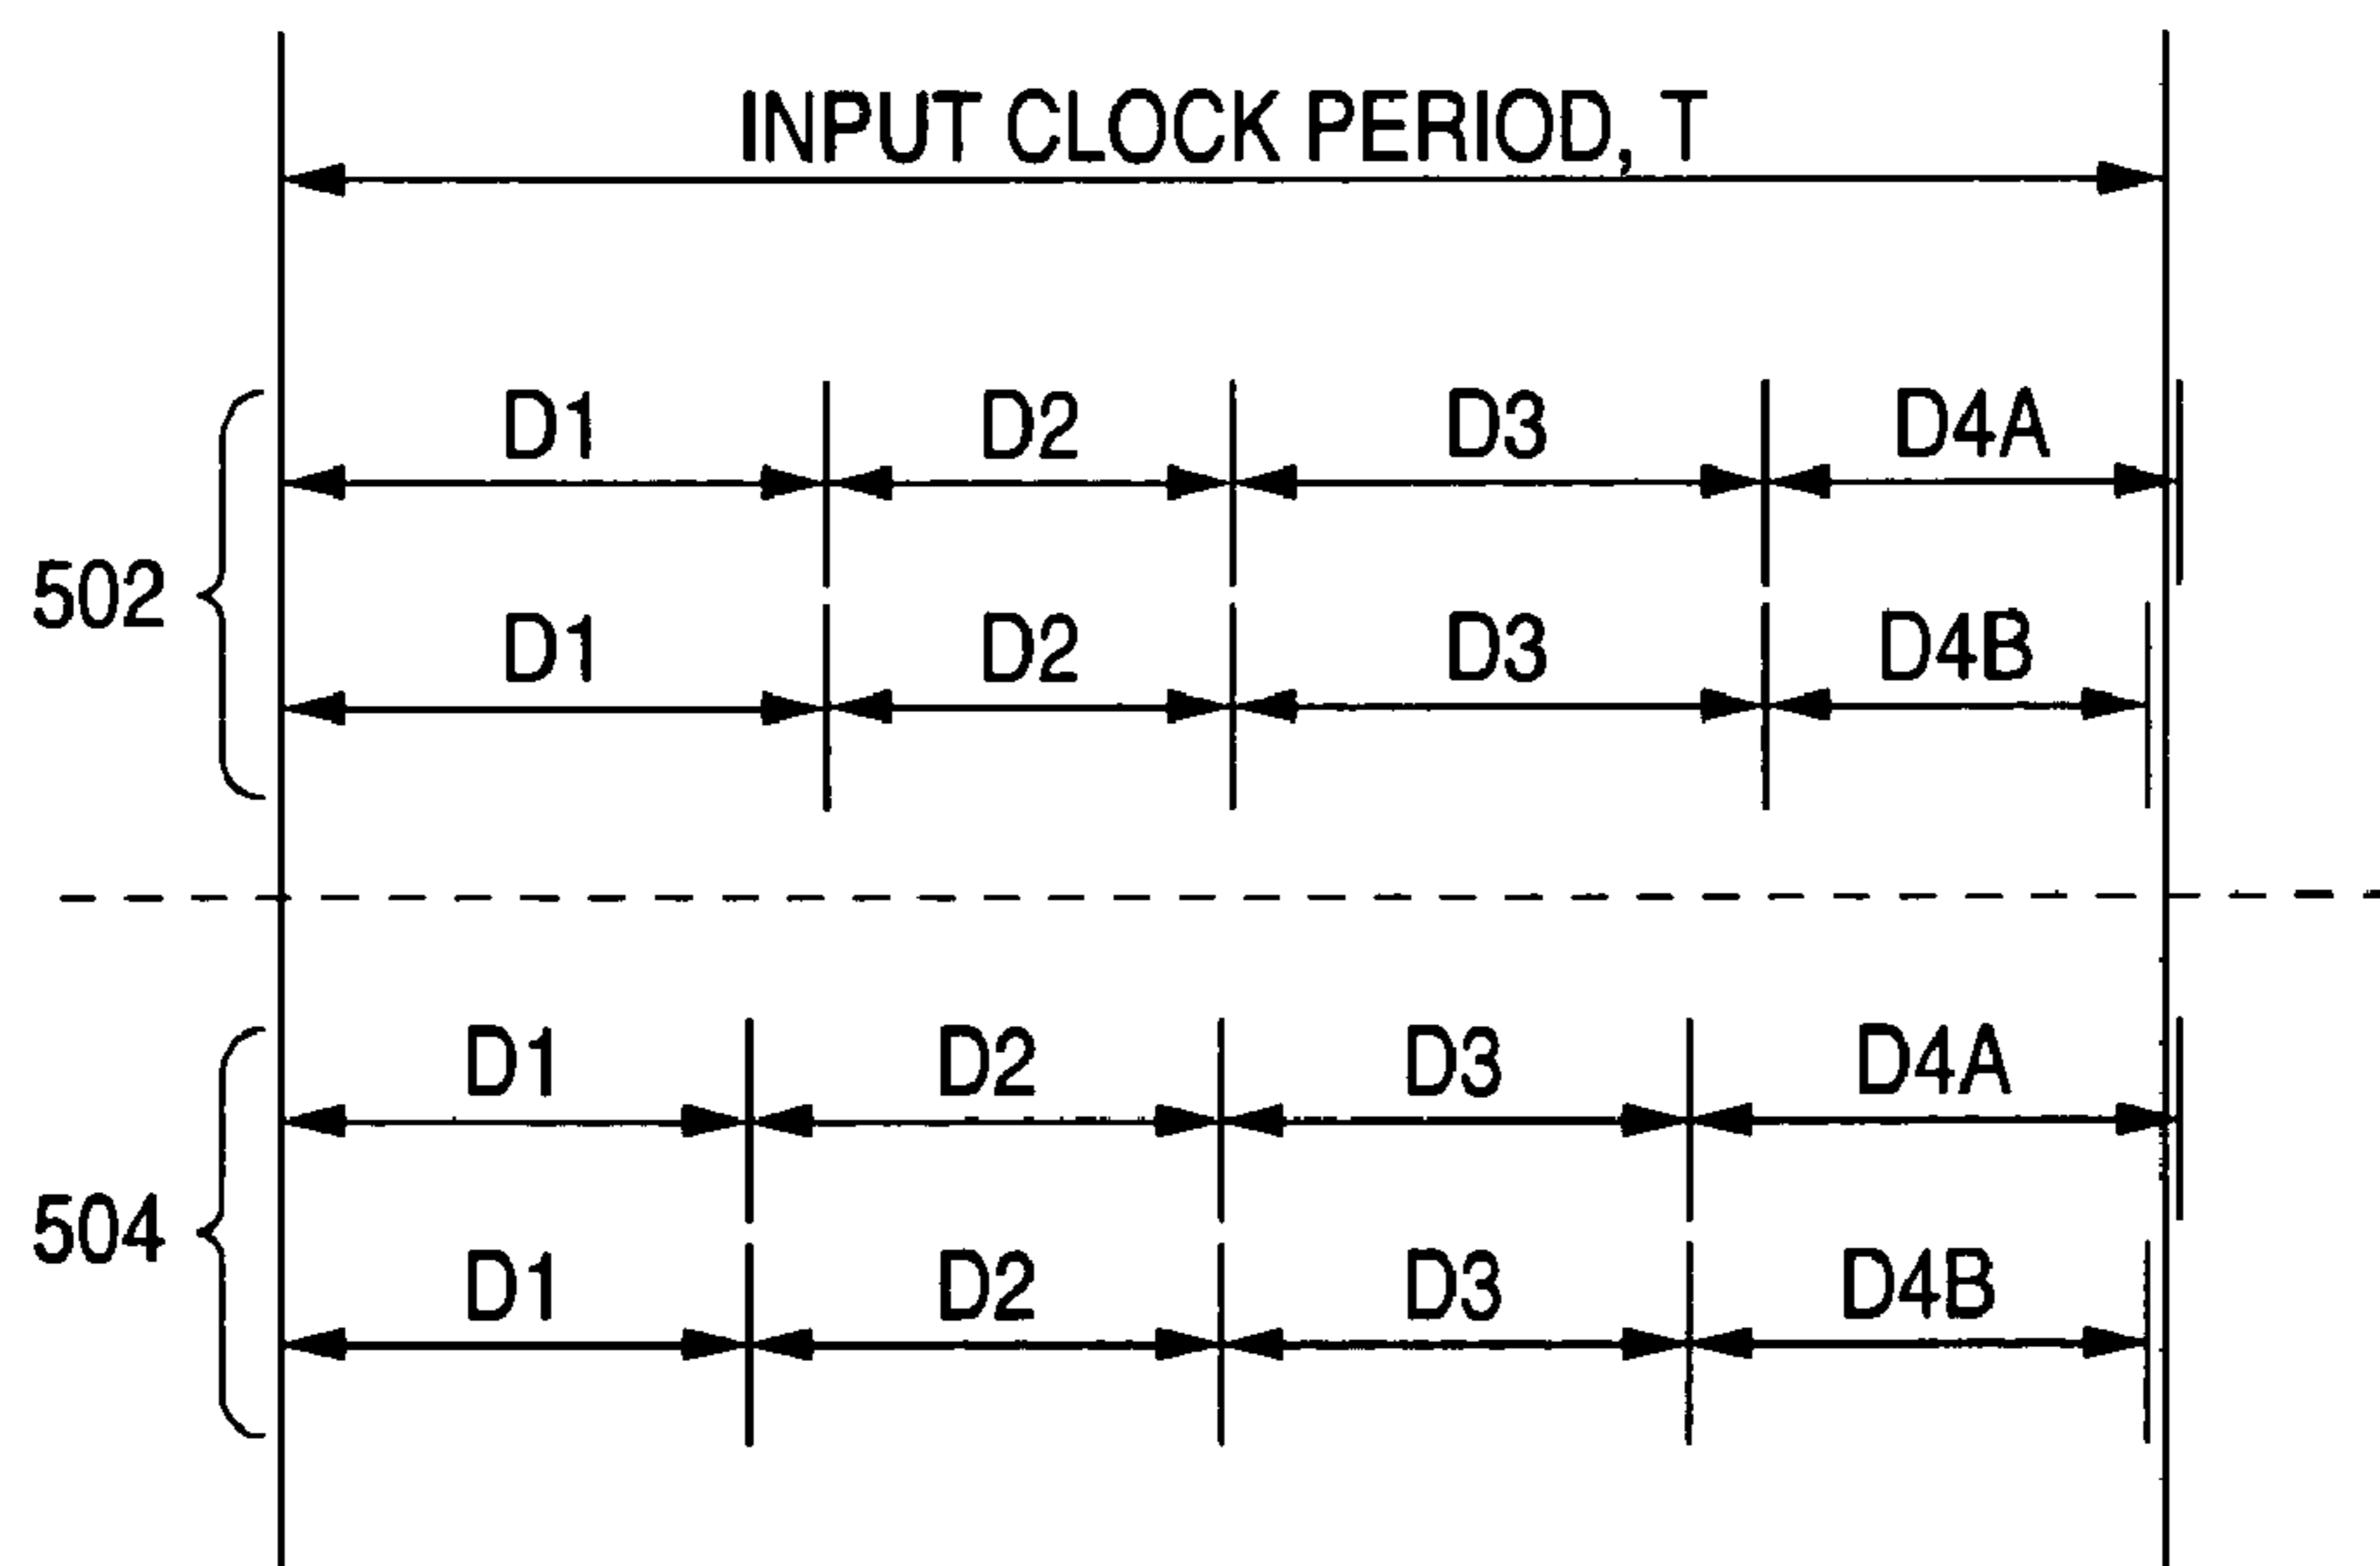 INPUT CLOCK PERIOD, T
D1 D2 D3 D4A
502
D1 D2 D3 D4B
D1 D2 D3 D4A
504
D1 D2 D3 D4B